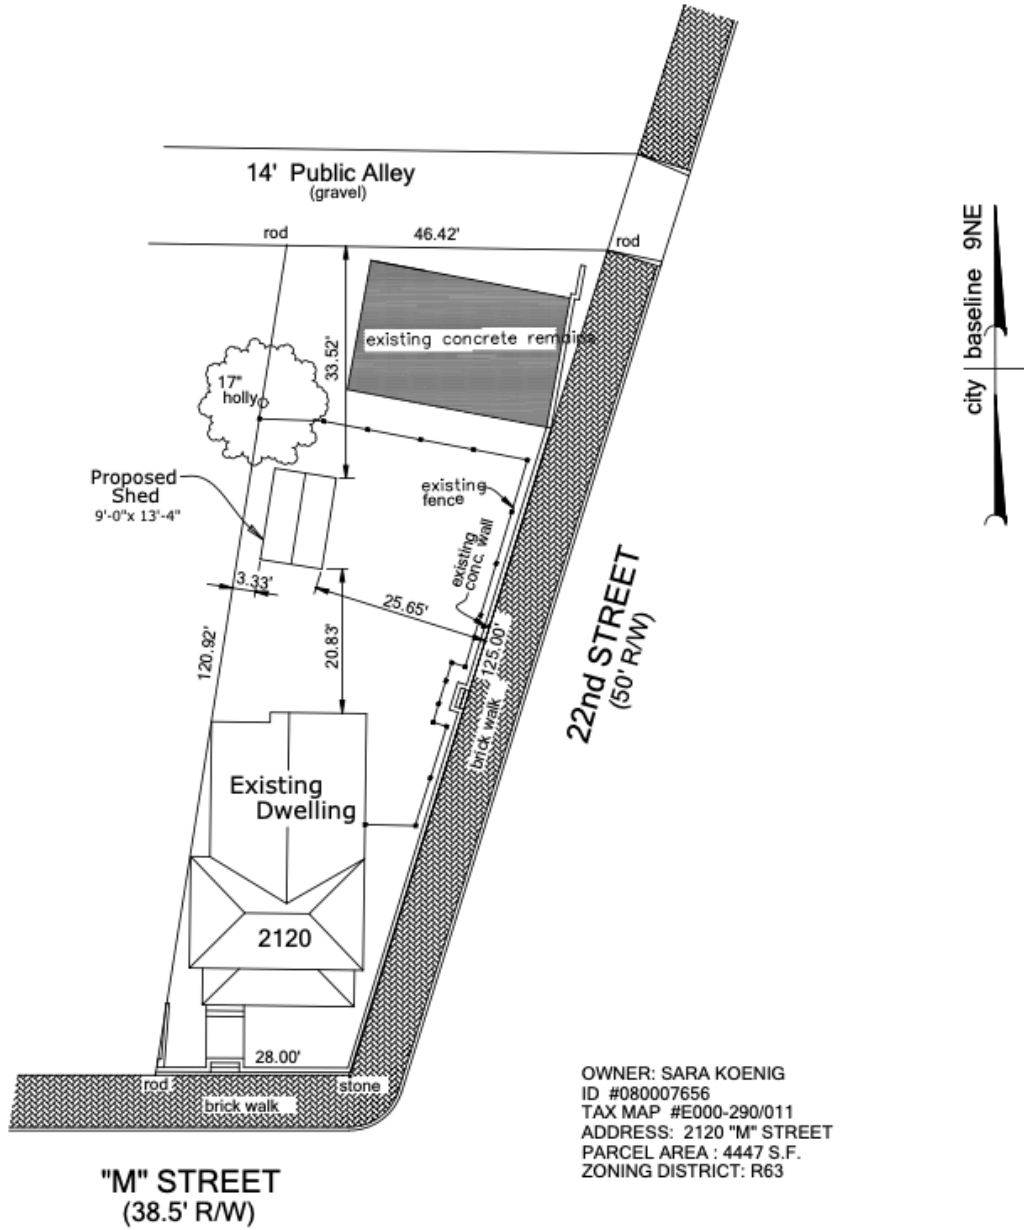 14' Public Alley
(gravel)
rod
46.42'
rod
city baseline 9NE
33.52'
existing concrete remains
17"
holly
Proposed
Shed
9'-0"x 13'-4"
existing
fence
existing
conc. wall
3.33'
25.65'
20.83'
120.92'
125.00'
brick walk
22nd STREET
(50' R/W)
Existing
Dwelling
2120
28.00'
rod
stone
brick walk
"M" STREET
(38.5' R/W)
OWNER: SARA KOENIG
ID #080007656
TAX MAP #E000-290/011
ADDRESS: 2120 "M" STREET
PARCEL AREA : 4447 S.F.
ZONING DISTRICT: R63